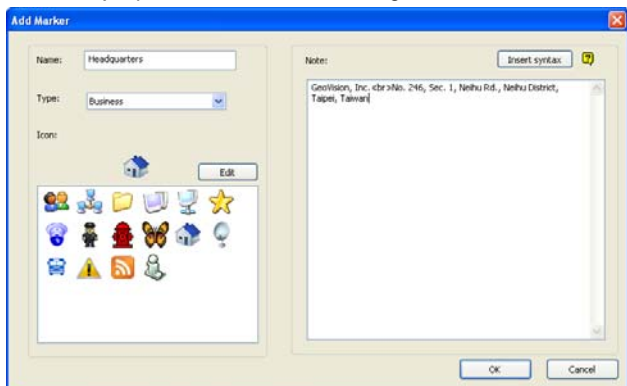 Add Marker
Name:
Headquarters
Type:
Business
Icon:
Edit
Note:
Insert syntax
GeoVision, Inc. <br>No. 246, Sec. 1, Neihu Rd., Neihu District,
Taipei, Taiwan
OK
Cancel